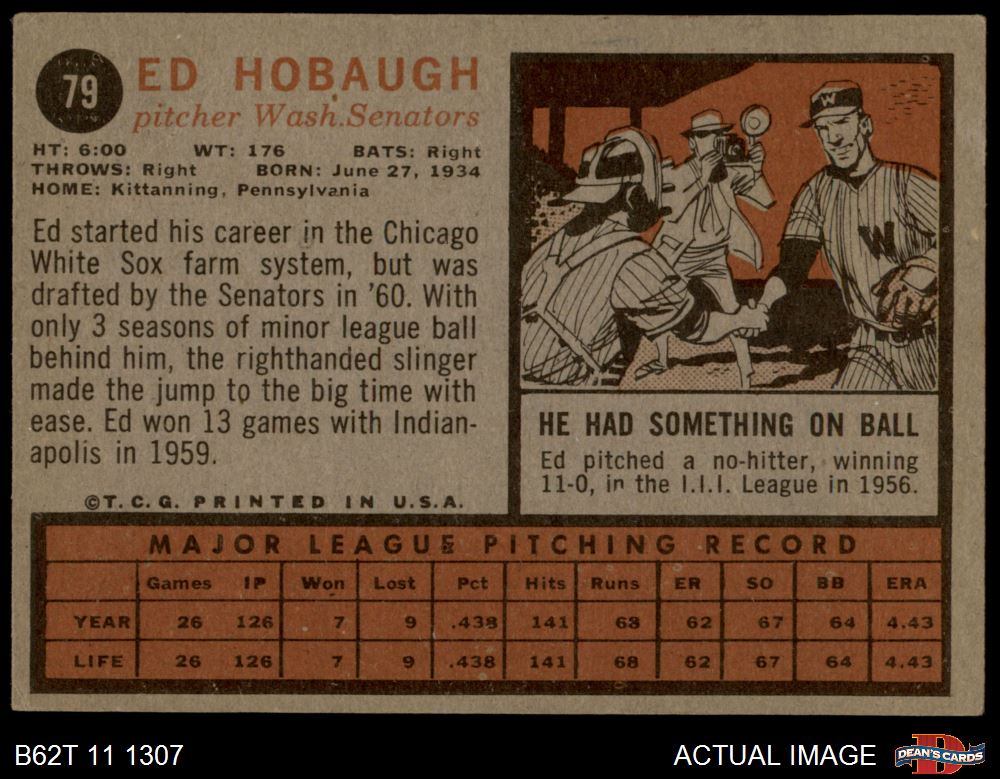 79
ED HOBAUGH
pitcher Wash. Senators
HT: 6:00 WT: 176 BATS: Right
THROWS: Right BORN: June 27, 1934
HOME: Kittanning, Pennsylvania
Ed started his career in the Chicago
White Sox farm system, but was
drafted by the Senators in '60. With
only 3 seasons of minor league ball
behind him, the righthanded slinger
made the jump to the big time with
ease. Ed won 13 games with Indian-
apolis in 1959.
©T.C.G. PRINTED IN U.S.A.
W
W
HE HAD SOMETHING ON BALL
Ed pitched a no-hitter, winning
11-0, in the I.I.I. League in 1956.
MAJOR LEAGUE PITCHING RECORD
Games IP Won Lost Pct Hits Runs ER SO BB ERA
YEAR 26 126 7 9 .438 141 68 62 67 64 4.43
LIFE 26 126 7 9 .438 141 68 62 67 64 4.43
B62T 11 1307
ACTUAL IMAGE
D
DEAN'S CARDS